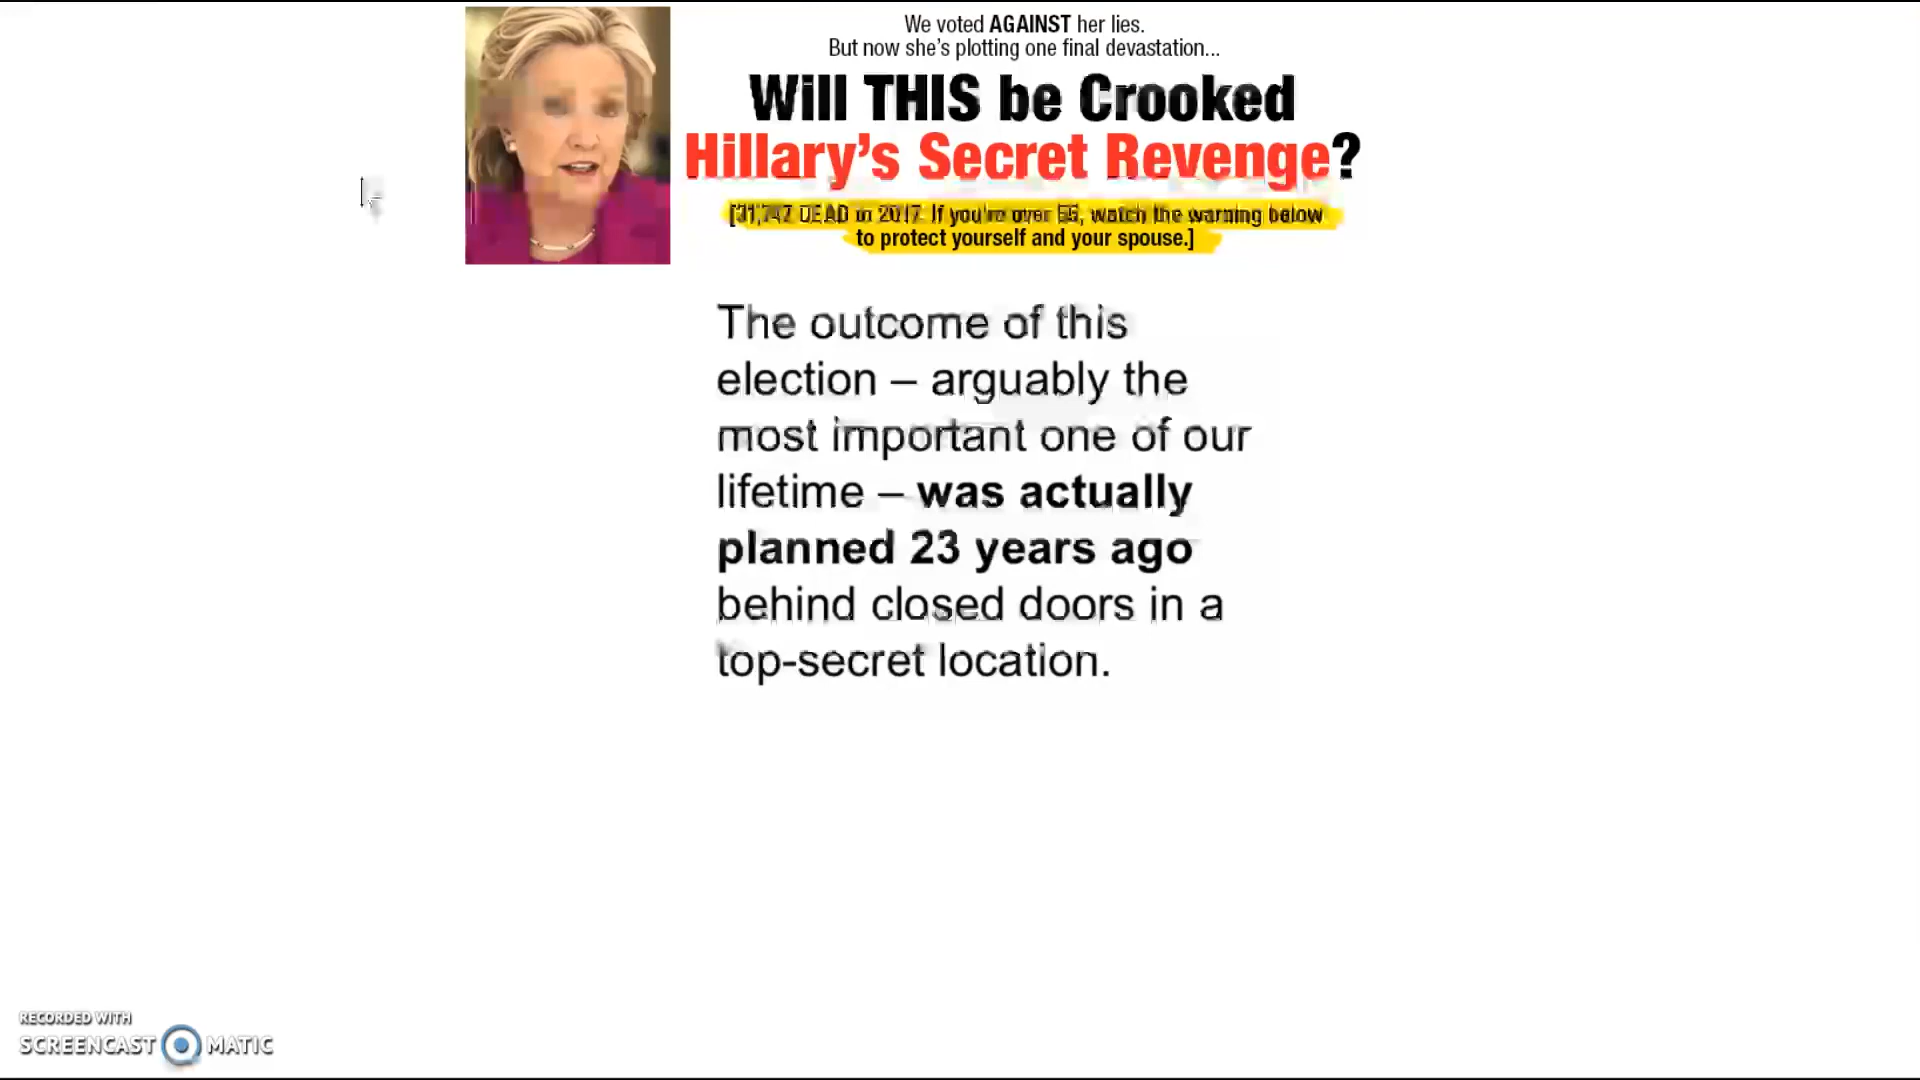 We voted AGAINST her lies.
But now she's plotting one final devastation...
Will THIS be Crooked
Hillary's Secret Revenge?
[31,742 DEAD in 2017. If you're over 55, watch the warning below
to protect yourself and your spouse.]
The outcome of this
election – arguably the
most important one of our
lifetime – was actually
planned 23 years ago
behind closed doors in a
top-secret location.
RECORDED WITH
SCREENCAST MATIC